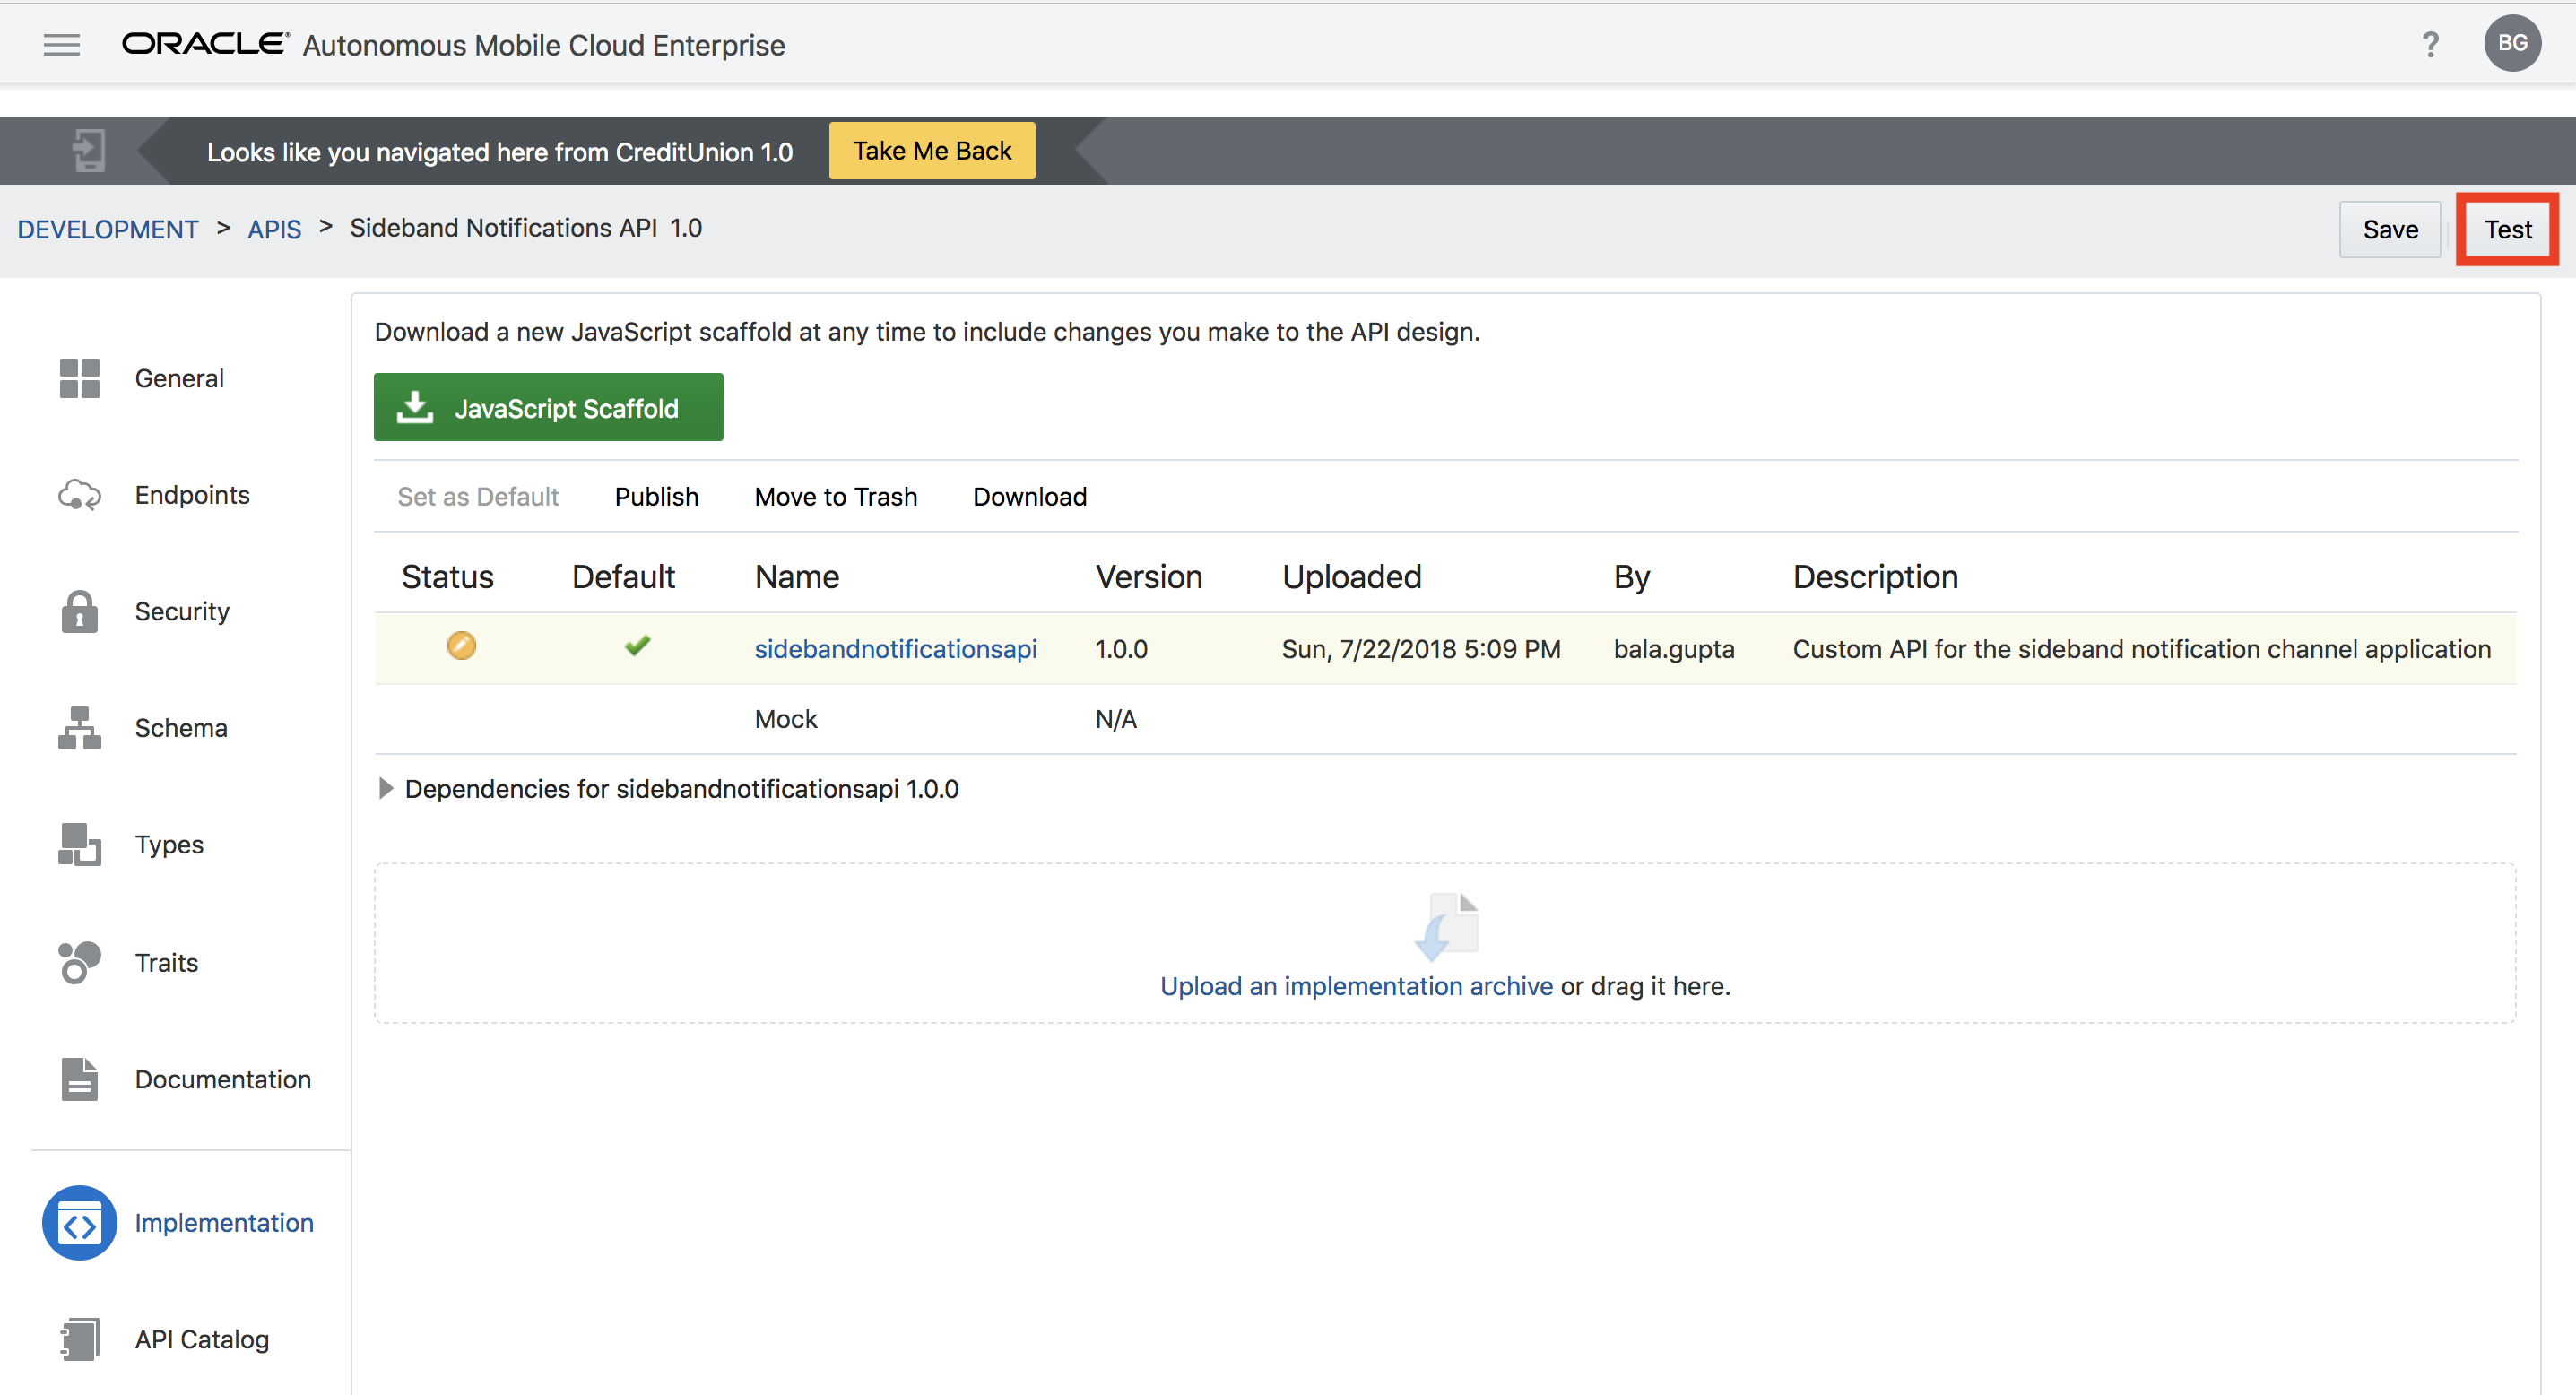 ORACLE® Autonomous Mobile Cloud Enterprise ? BG
Looks like you navigated here from CreditUnion 1.0 Take Me Back
DEVELOPMENT > APIS > Sideband Notifications API 1.0 Save Test
Download a new JavaScript scaffold at any time to include changes you make to the API design.
General
JavaScript Scaffold
Endpoints
Set as Default Publish Move to Trash Download
Status Default Name Version Uploaded By Description
Security
sidebandnotificationsapi 1.0.0 Sun, 7/22/2018 5:09 PM bala.gupta Custom API for the sideband notification channel application
Schema
Mock N/A
Dependencies for sidebandnotificationsapi 1.0.0
Types
Traits
Upload an implementation archive or drag it here.
Documentation
Implementation
API Catalog